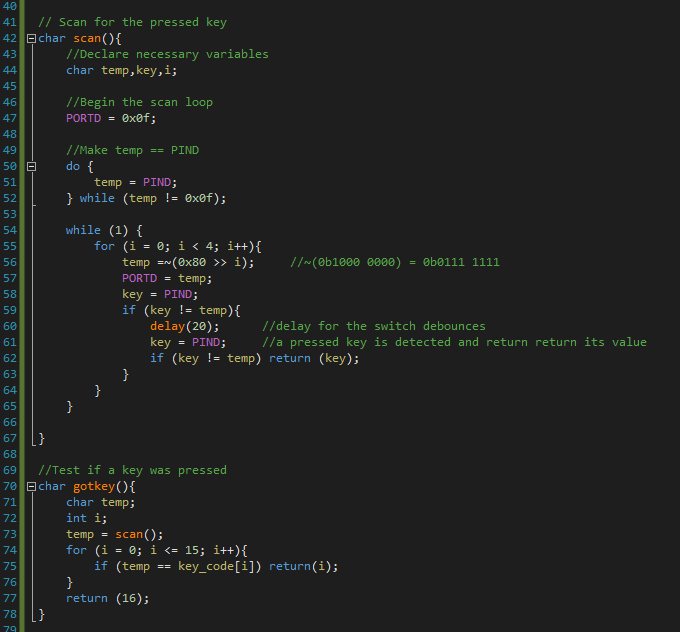 40
41 // Scan for the pressed key
42 char scan(){
43     //Declare necessary variables
44     char temp,key,i;
45
46     //Begin the scan loop
47     PORTD = 0x0f;
48
49     //Make temp == PIND
50     do {
51         temp = PIND;
52     } while (temp != 0x0f);
53
54     while (1) {
55         for (i = 0; i < 4; i++){
56             temp =~(0x80 >> i);     //~(0b1000 0000) = 0b0111 1111
57             PORTD = temp;
58             key = PIND;
59             if (key != temp){
60                 delay(20);      //delay for the switch debounces
61                 key = PIND;     //a pressed key is detected and return return its value
62                 if (key != temp) return (key);
63             }
64         }
65     }
66
67 }
68
69 //Test if a key was pressed
70 char gotkey(){
71     char temp;
72     int i;
73     temp = scan();
74     for (i = 0; i <= 15; i++){
75         if (temp == key_code[i]) return(i);
76     }
77     return (16);
78 }
79